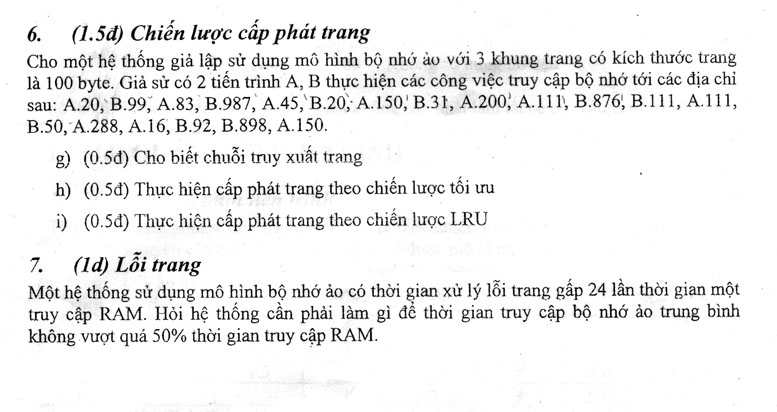 6. (1.5đ) Chiến lược cấp phát trang
Cho một hệ thống giả lập sử dụng mô hình bộ nhớ ảo với 3 khung trang có kích thước trang
là 100 byte. Giả sử có 2 tiến trình A, B thực hiện các công việc truy cập bộ nhớ tới các địa chỉ
sau: A.20, B.99, A.83, B.987, A.45, B.20, A.150, B.31, A.200, A.111, B.876, B.111, A.111,
B.50, A.288, A.16, B.92, B.898, A.150.
g) (0.5đ) Cho biết chuỗi truy xuất trang
h) (0.5đ) Thực hiện cấp phát trang theo chiến lược tối ưu
i) (0.5đ) Thực hiện cấp phát trang theo chiến lược LRU
7. (1d) Lỗi trang
Một hệ thống sử dụng mô hình bộ nhớ ảo có thời gian xử lý lỗi trang gấp 24 lần thời gian một
truy cập RAM. Hỏi hệ thống cần phải làm gì để thời gian truy cập bộ nhớ ảo trung bình
không vượt quá 50% thời gian truy cập RAM.